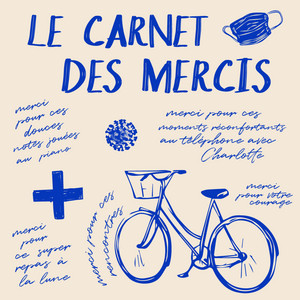 LE CARNET
DES MERCIS
merci
pour ces
douces
notes jouées
au piano
merci pour ces
moments réconfortants
au téléphone avec
Charlotte
merci
pour votre
courage
merci pour ces
rencontres
merci
pour
ce super
repas à
la lune